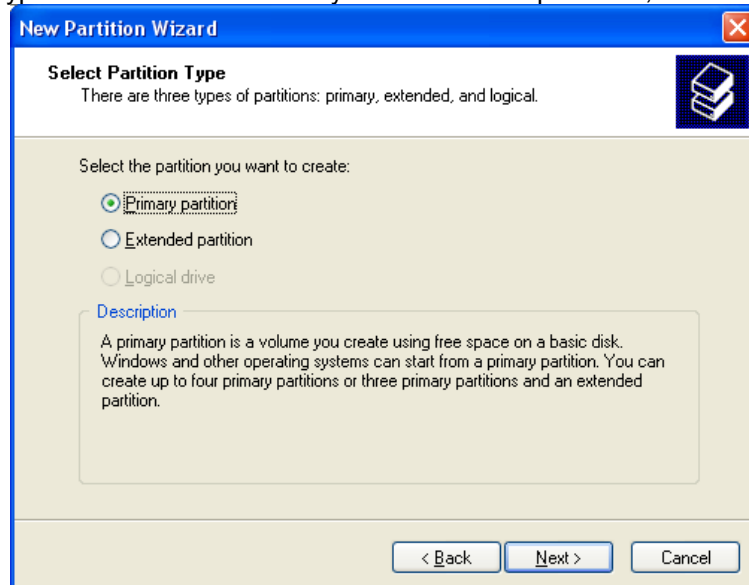 New Partition Wizard
Select Partition Type
There are three types of partitions: primary, extended, and logical.
Select the partition you want to create:
Primary partition
Extended partition
Logical drive
Description
A primary partition is a volume you create using free space on a basic disk.
Windows and other operating systems can start from a primary partition. You can
create up to four primary partitions or three primary partitions and an extended
partition.
< Back
Next >
Cancel